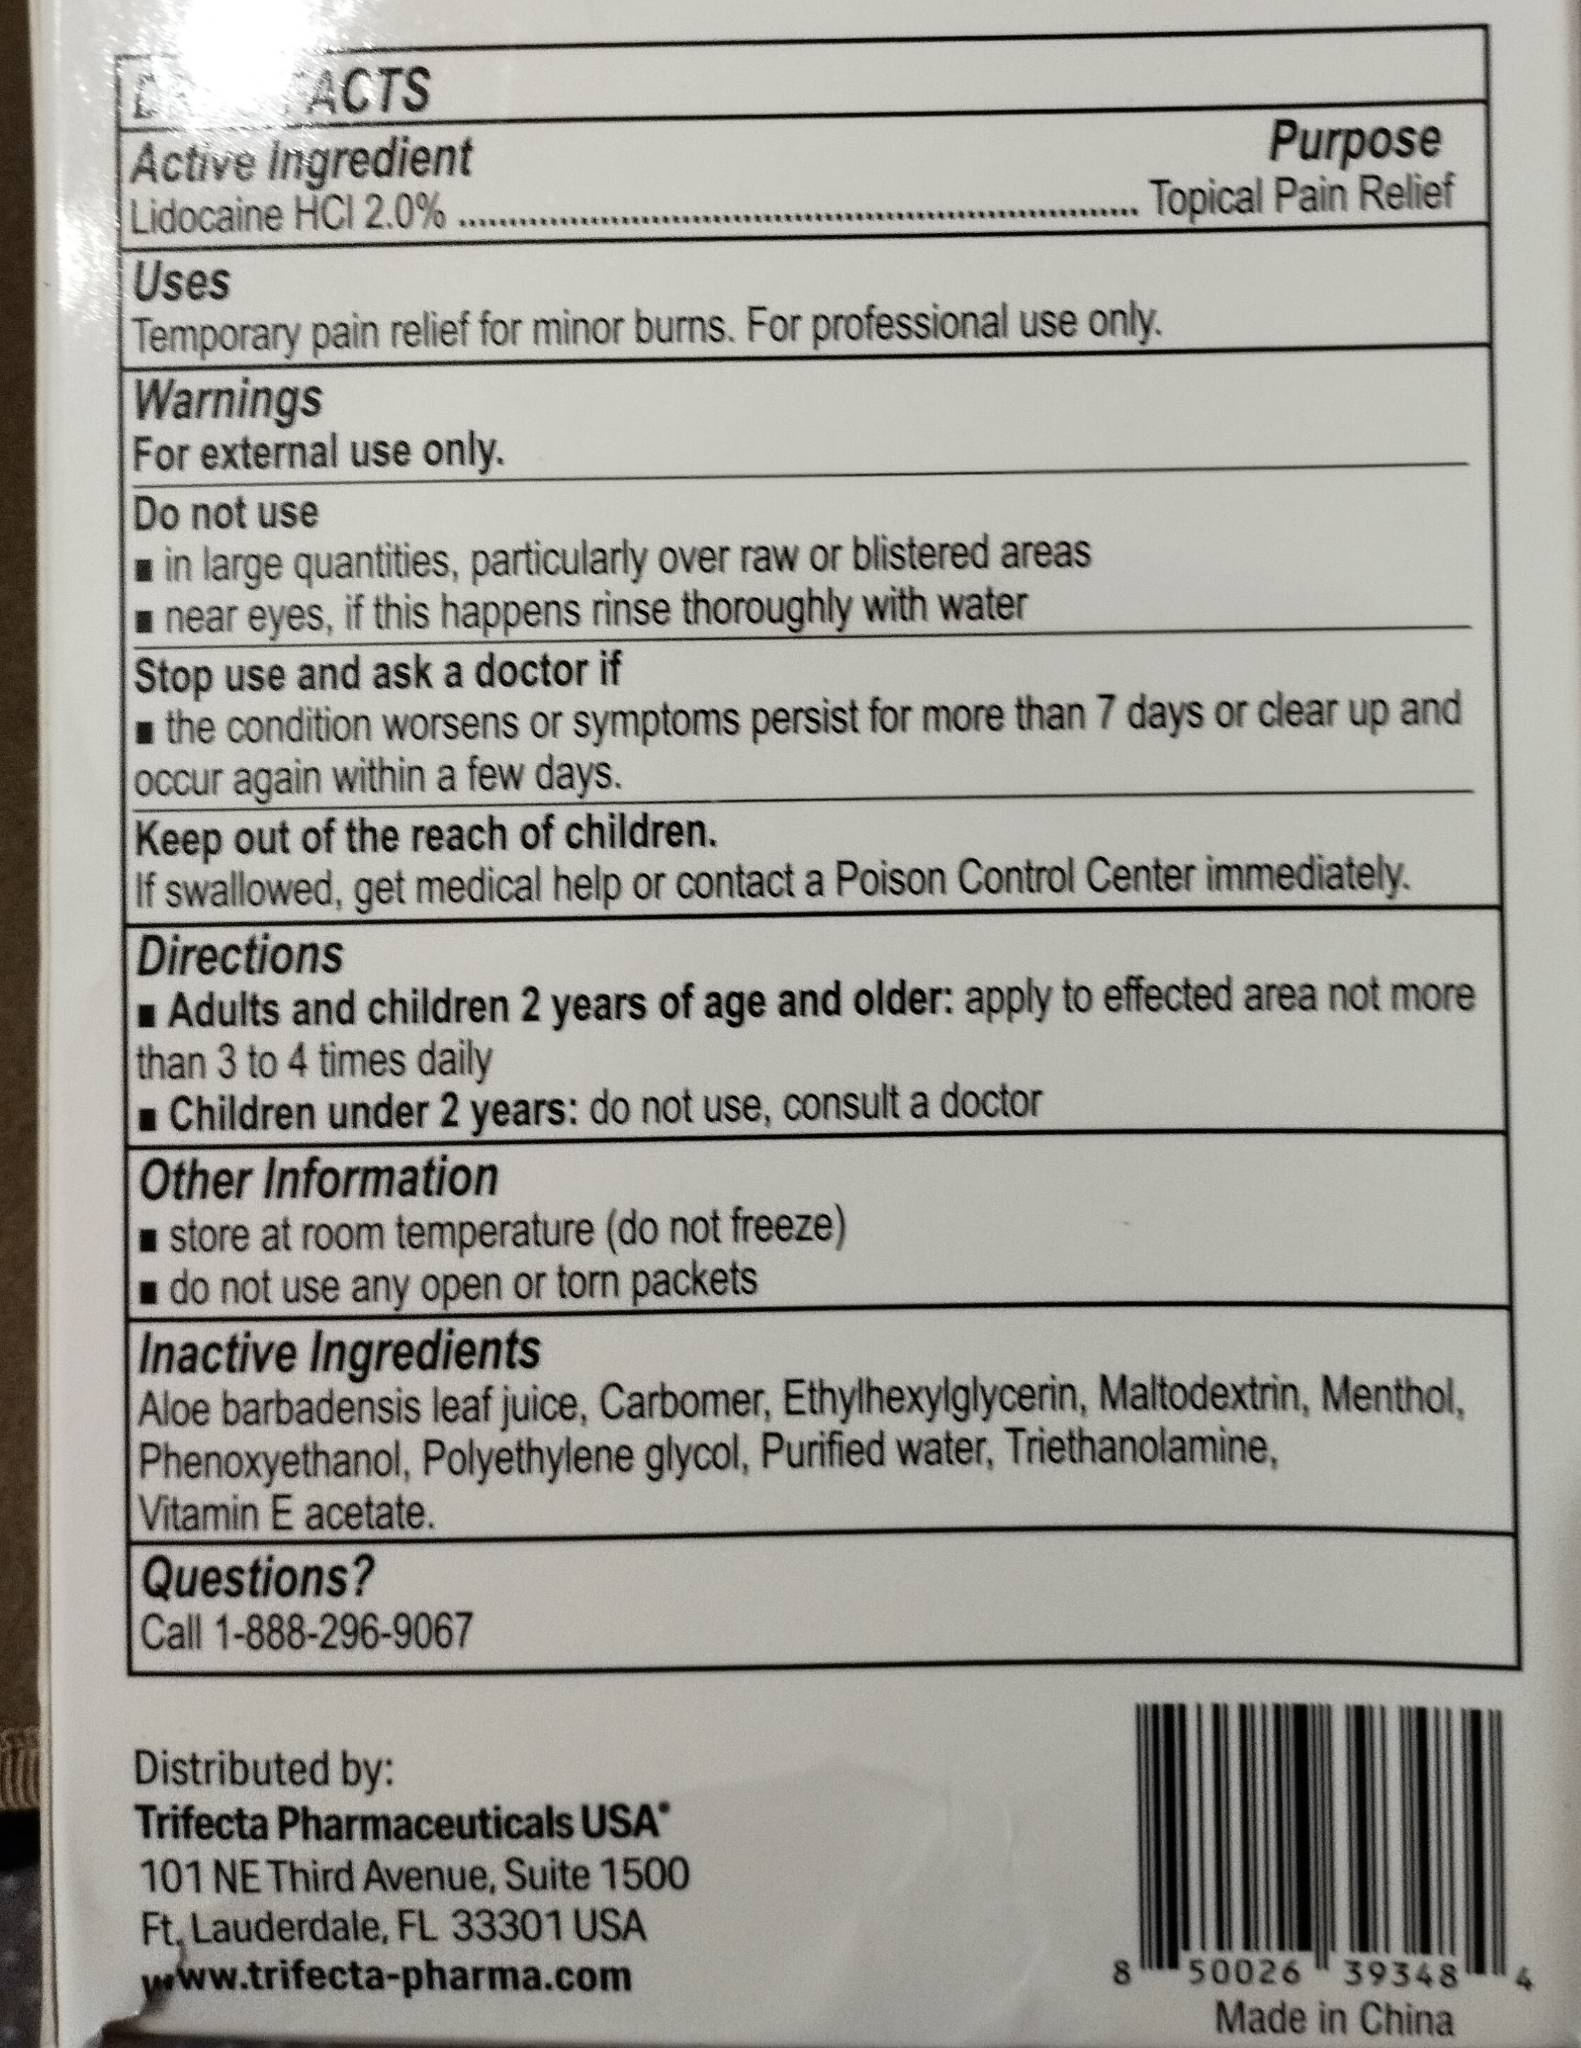 DRUG FACTS
Active Ingredient Purpose
Lidocaine HCl 2.0% ........................................................................ Topical Pain Relief
Uses
Temporary pain relief for minor burns. For professional use only.
Warnings
For external use only.
Do not use
▪ in large quantities, particularly over raw or blistered areas
▪ near eyes, if this happens rinse thoroughly with water
Stop use and ask a doctor if
▪ the condition worsens or symptoms persist for more than 7 days or clear up and
occur again within a few days.
Keep out of the reach of children.
If swallowed, get medical help or contact a Poison Control Center immediately.
Directions
▪ Adults and children 2 years of age and older: apply to effected area not more
than 3 to 4 times daily
▪ Children under 2 years: do not use, consult a doctor
Other Information
▪ store at room temperature (do not freeze)
▪ do not use any open or torn packets
Inactive Ingredients
Aloe barbadensis leaf juice, Carbomer, Ethylhexylglycerin, Maltodextrin, Menthol,
Phenoxyethanol, Polyethylene glycol, Purified water, Triethanolamine,
Vitamin E acetate.
Questions?
Call 1-888-296-9067
Distributed by:
Trifecta Pharmaceuticals USA®
101 NE Third Avenue, Suite 1500
Ft. Lauderdale, FL 33301 USA
www.trifecta-pharma.com
8 50026 39348 4
Made in China